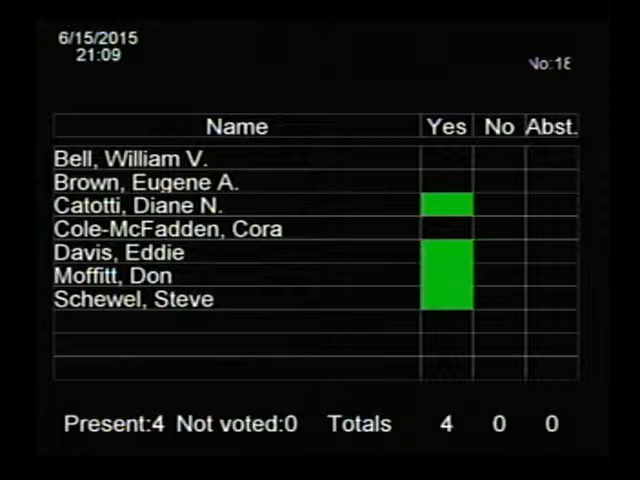 6/15/2015
21:09
No:18
Name Yes No Abst.
Bell, William V.
Brown, Eugene A.
Catotti, Diane N.
Cole-McFadden, Cora
Davis, Eddie
Moffitt, Don
Schewel, Steve
Present:4 Not voted:0 Totals 4 0 0